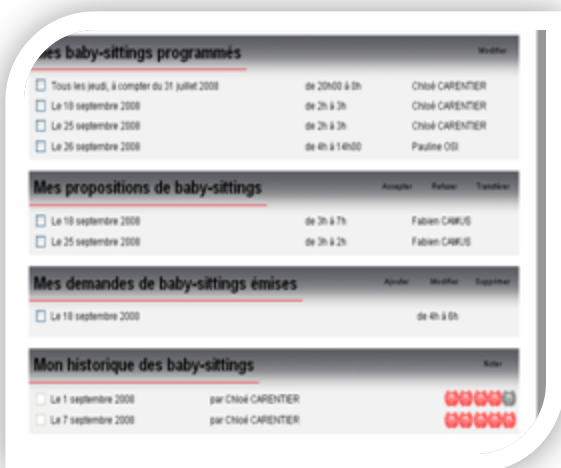 Mes baby-sittings programmés Modifier
Tous les jeudi, à compter du 31 juillet 2008 de 20h00 à 0h Chloé CARENTIER
Le 18 septembre 2008 de 2h à 3h Chloé CARENTIER
Le 25 septembre 2008 de 2h à 3h Chloé CARENTIER
Le 26 septembre 2008 de 4h à 14h00 Pauline OSI
Mes propositions de baby-sittings Accepter Refuser Transférer
Le 18 septembre 2008 de 3h à 7h Fabien CAMUS
Le 25 septembre 2008 de 3h à 2h Fabien CAMUS
Mes demandes de baby-sittings émises Ajouter Modifier Supprimer
Le 18 septembre 2008 de 4h à 6h
Mon historique des baby-sittings Noter
Le 1 septembre 2008 par Chloé CARENTIER
Le 7 septembre 2008 par Chloé CARENTIER